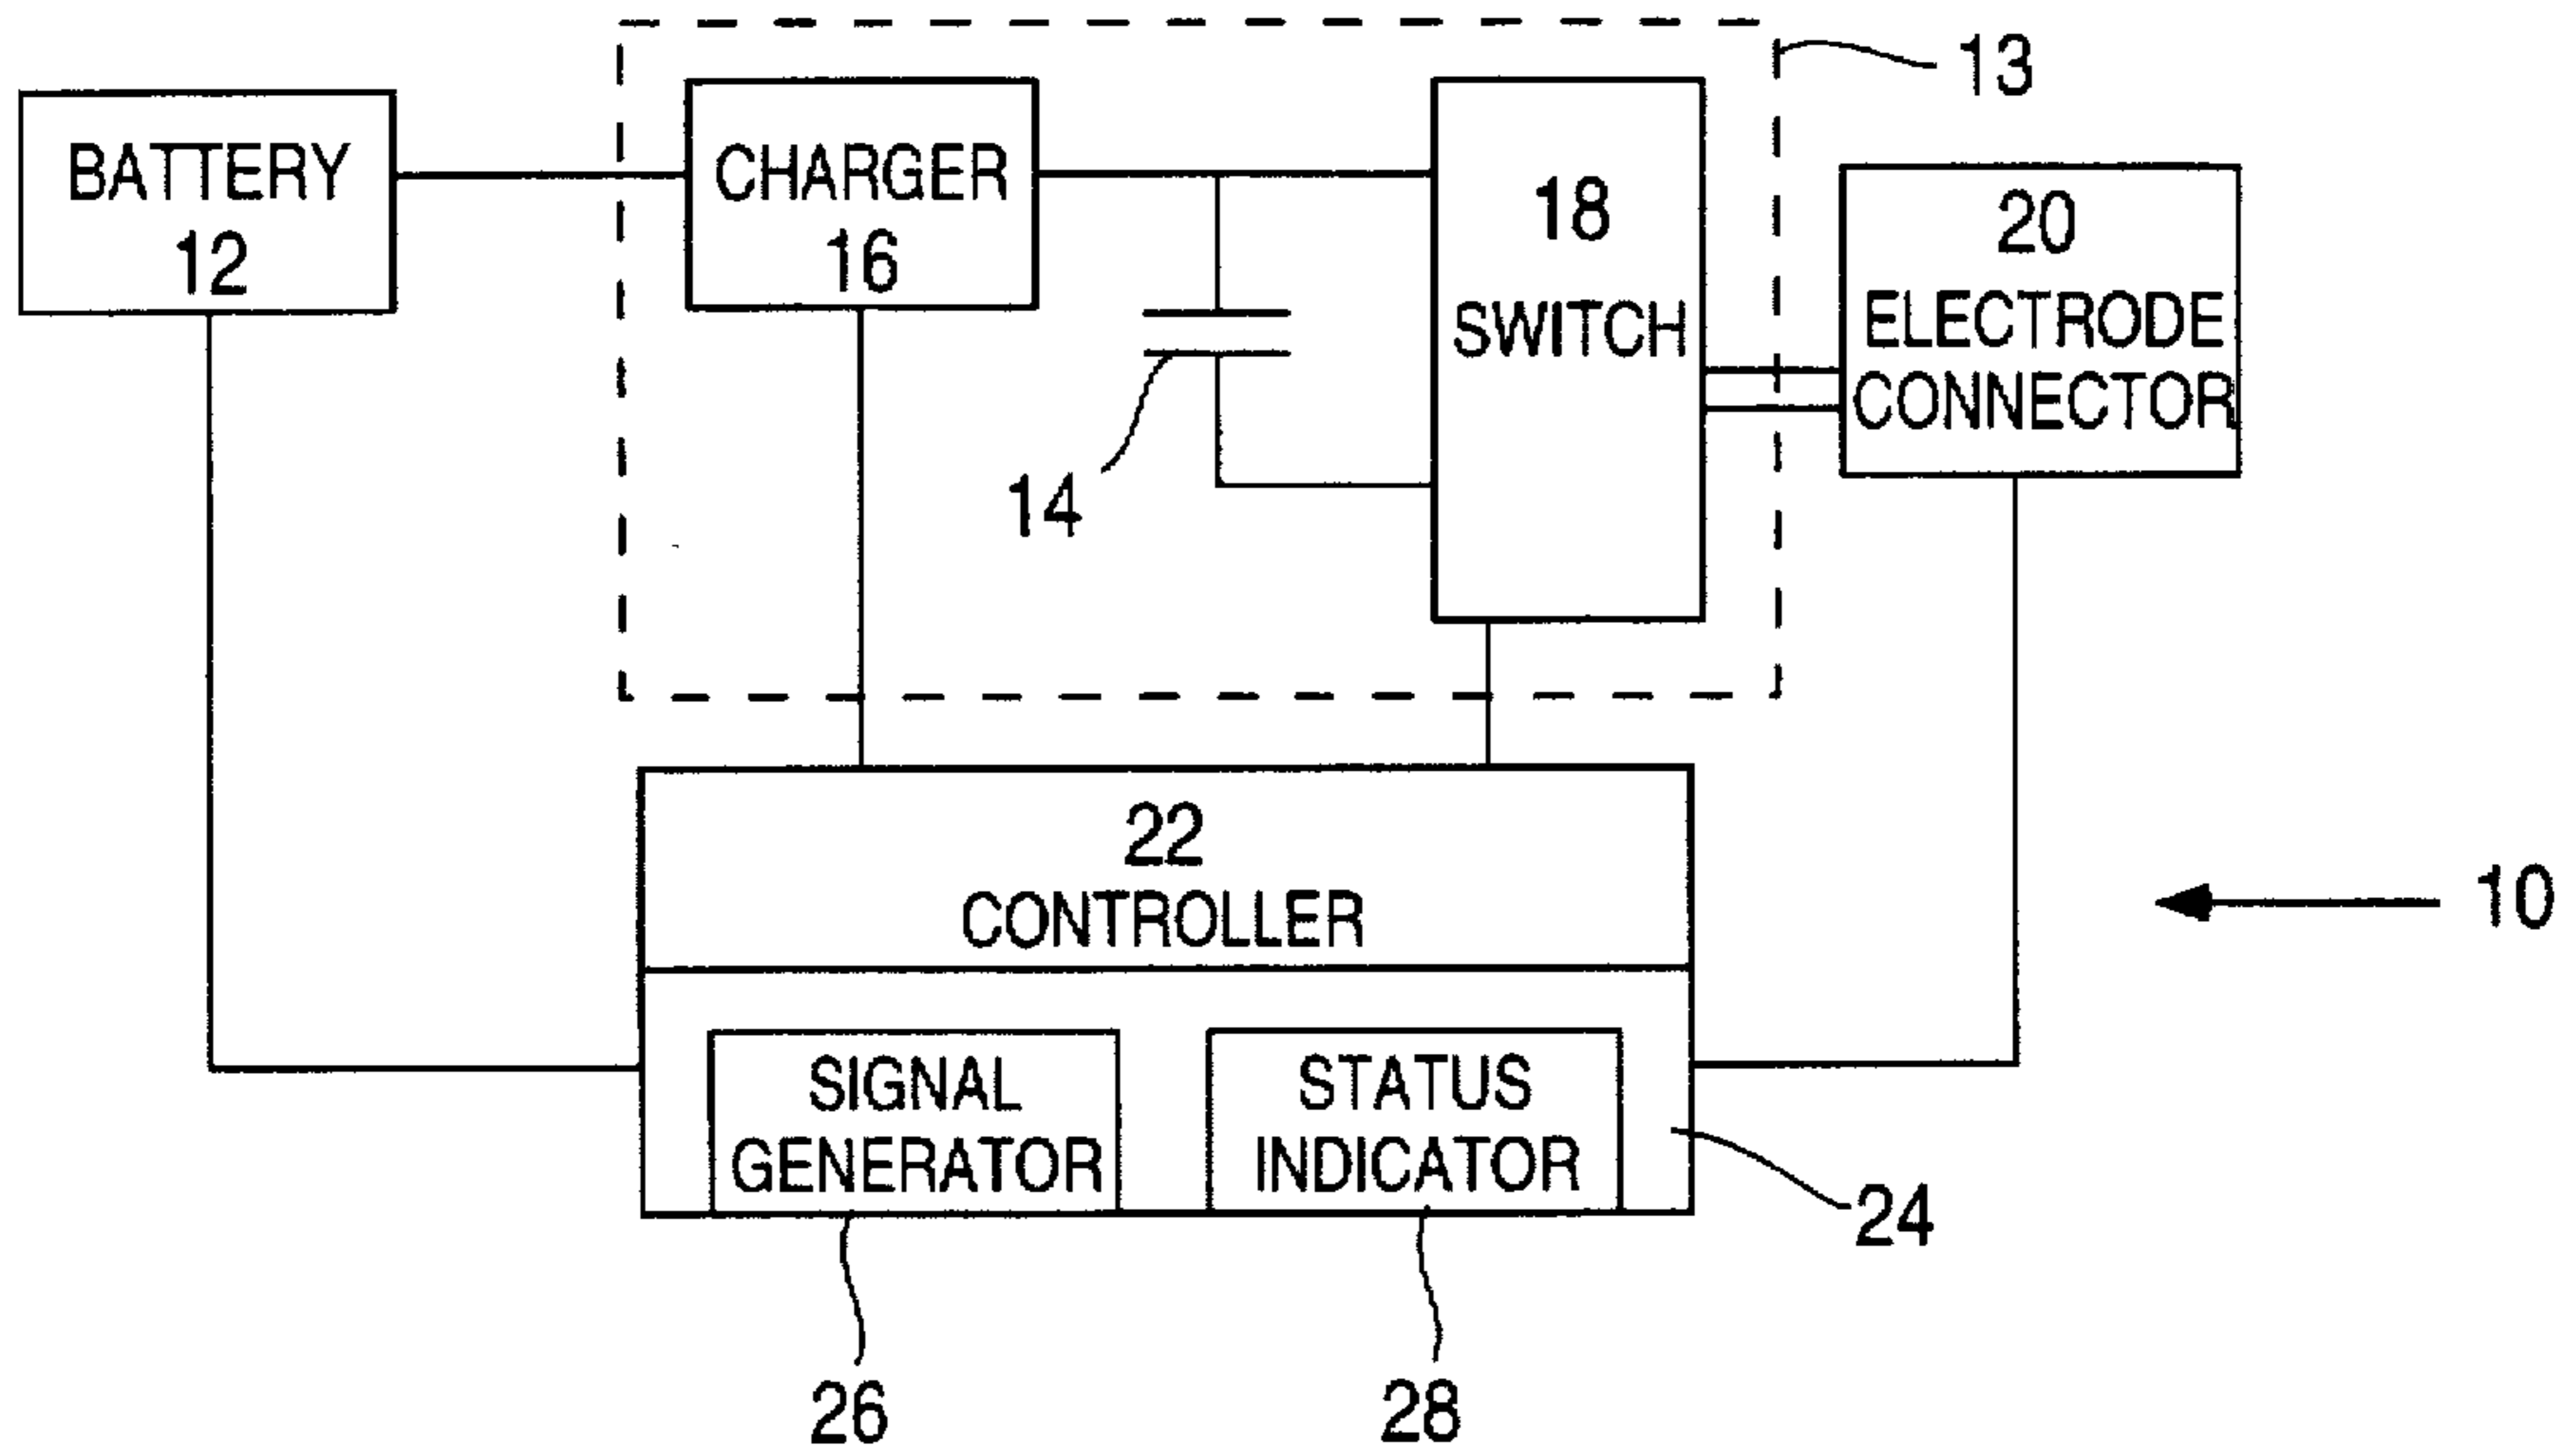 13
BATTERY
12
CHARGER
16
18
SWITCH
20
ELECTRODE
CONNECTOR
14
22
CONTROLLER
10
SIGNAL
GENERATOR
STATUS
INDICATOR
24
26
28